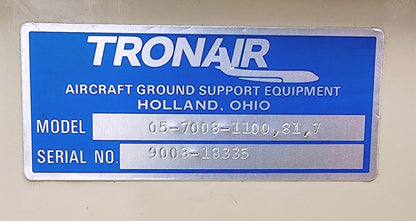 TRONAIR
AIRCRAFT GROUND SUPPORT EQUIPMENT
HOLLAND, OHIO
MODEL 05-7008-1100,81,7
SERIAL NO. 9003-18335